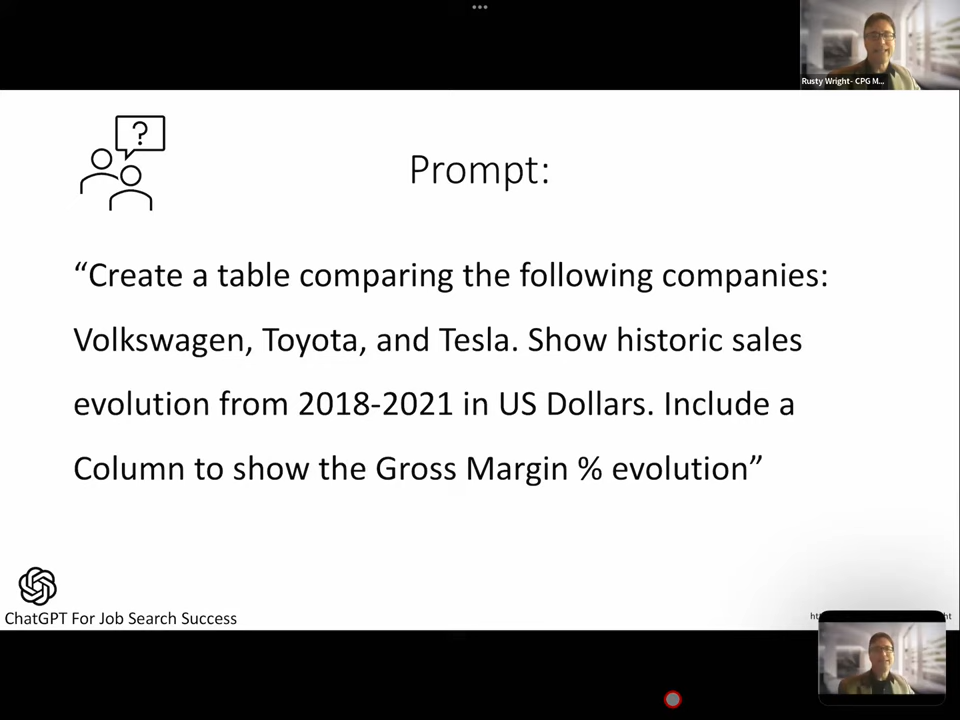 Rusty Wright- CPG M...
?
Prompt:
“Create a table comparing the following companies:
Volkswagen, Toyota, and Tesla. Show historic sales
evolution from 2018-2021 in US Dollars. Include a
Column to show the Gross Margin % evolution”
ChatGPT For Job Search Success